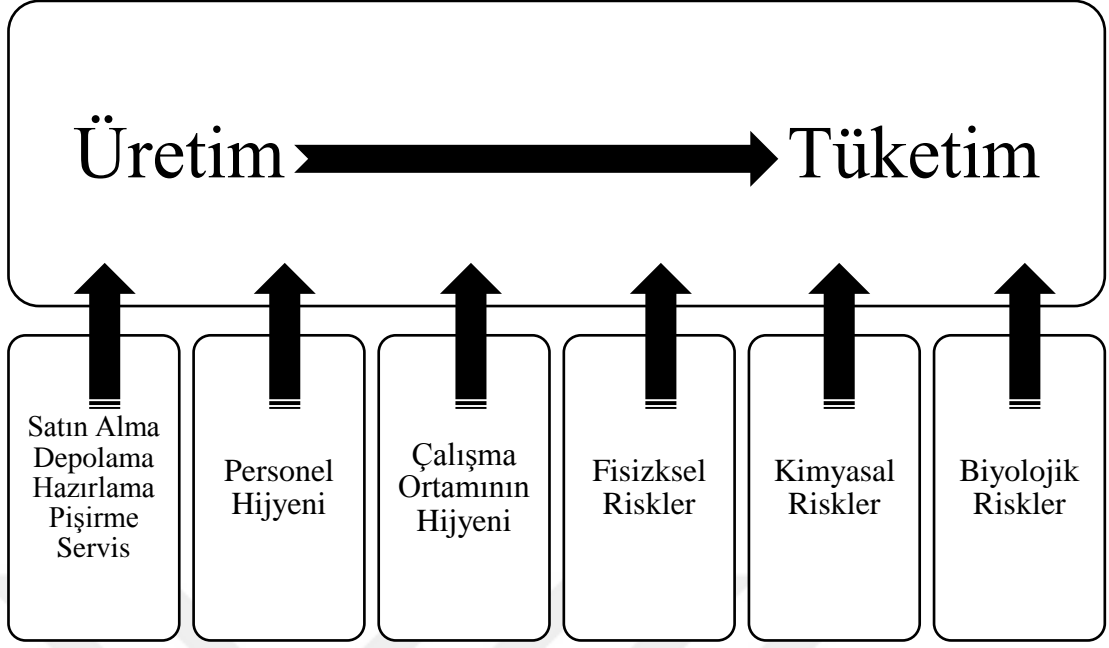 Üretim Tüketim
Satın Alma
Depolama
Hazırlama
Pişirme
Servis
Personel
Hijyeni
Çalışma
Ortamının
Hijyeni
Fisizksel
Riskler
Kimyasal
Riskler
Biyolojik
Riskler